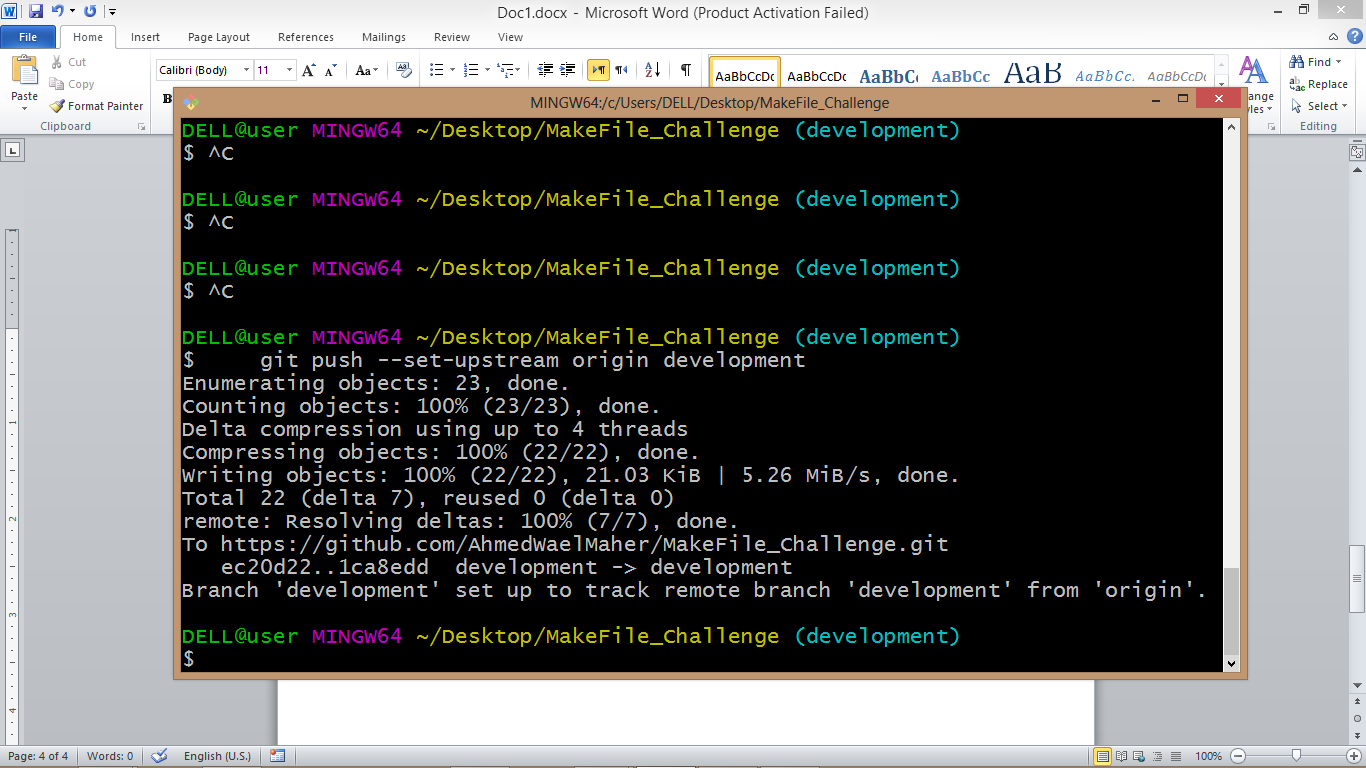 Doc1.docx - Microsoft Word (Product Activation Failed)
File Home Insert Page Layout References Mailings Review View
Paste Cut Copy Format Painter
Clipboard
Calibri (Body) 11
B
AaBbCcDc AaBbCcDc AaBbC AaBbCc AaB AaBbCc. AaBbCcDc
Find Replace Select
Editing
MINGW64:/c/Users/DELL/Desktop/MakeFile_Challenge
DELL@user MINGW64 ~/Desktop/MakeFile_Challenge (development)
$ ^C
DELL@user MINGW64 ~/Desktop/MakeFile_Challenge (development)
$ ^C
DELL@user MINGW64 ~/Desktop/MakeFile_Challenge (development)
$ ^C
DELL@user MINGW64 ~/Desktop/MakeFile_Challenge (development)
$     git push --set-upstream origin development
Enumerating objects: 23, done.
Counting objects: 100% (23/23), done.
Delta compression using up to 4 threads
Compressing objects: 100% (22/22), done.
Writing objects: 100% (22/22), 21.03 KiB | 5.26 MiB/s, done.
Total 22 (delta 7), reused 0 (delta 0)
remote: Resolving deltas: 100% (7/7), done.
To https://github.com/AhmedWaelMaher/MakeFile_Challenge.git
   ec20d22..1ca8edd  development -> development
Branch 'development' set up to track remote branch 'development' from 'origin'.
DELL@user MINGW64 ~/Desktop/MakeFile_Challenge (development)
$
Page: 4 of 4 Words: 0 English (U.S.) 100%